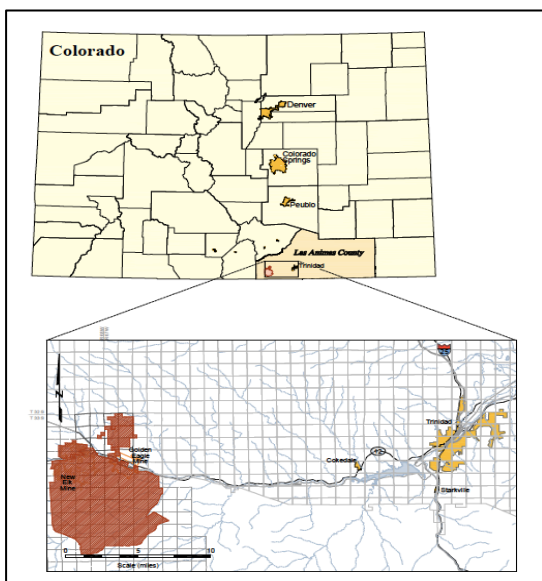 Colorado
Denver
Colorado
Springs
Peublo
Las Animas County
Trinidad
N
Trinidad
Golden
Eagle
Mine
Cokedale
New
Elk
Mine
Starkville
0 5 10
Scale (miles)